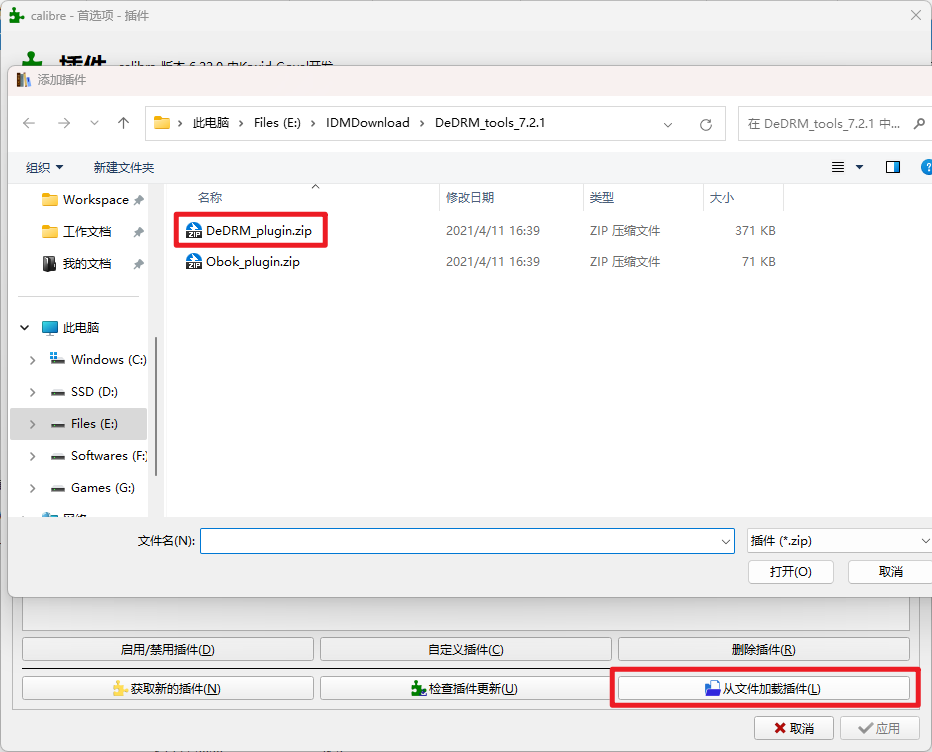 calibre - 首选项 - 插件
插件 calibre 版本 6.22.0 由Kovid Goyal开发
添加插件
此电脑 Files (E:) IDMDownload DeDRM_tools_7.2.1
在 DeDRM_tools_7.2.1 中...
组织 新建文件夹
名称 修改日期 类型 大小
Workspace
DeDRM_plugin.zip 2021/4/11 16:39 ZIP 压缩文件 371 KB
工作文档
Obok_plugin.zip 2021/4/11 16:39 ZIP 压缩文件 71 KB
我的文档
此电脑
Windows (C:)
SSD (D:)
Files (E:)
Softwares (F:)
Games (G:)
网络
文件名(N):
插件 (*.zip)
打开(O) 取消
启用/禁用插件(D) 自定义插件(C) 删除插件(R)
获取新的插件(N) 检查插件更新(U) 从文件加载插件(L)
取消 应用